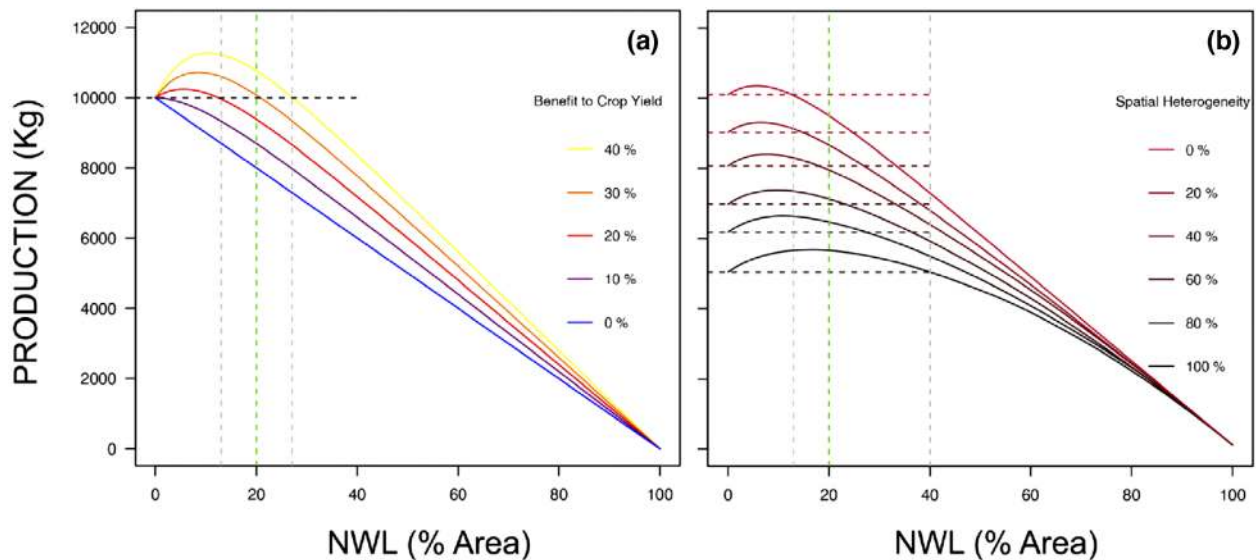 PRODUCTION (Kg)
12000
10000
8000
6000
4000
2000
0
(a)
Benefit to Crop Yield
40 %
30 %
20 %
10 %
0 %
0 20 40 60 80 100
NWL (% Area)
(b)
Spatial Heterogeneity
0 %
20 %
40 %
60 %
80 %
100 %
0 20 40 60 80 100
NWL (% Area)